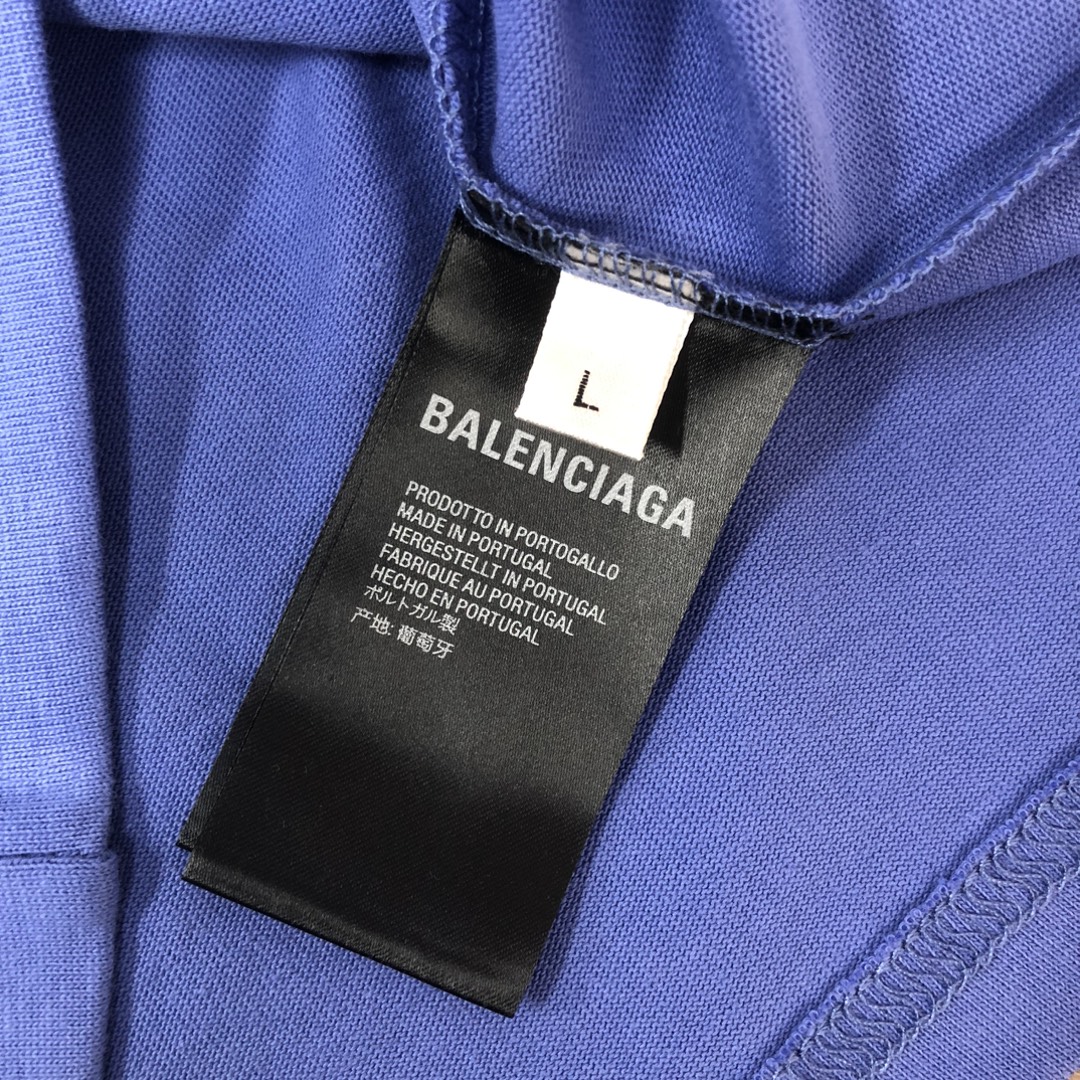 L
BALENCIAGA
PRODOTTO IN PORTOGALLO
MADE IN PORTUGAL
HERGESTELLT IN PORTUGAL
FABRIQUE AU PORTUGAL
HECHO EN PORTUGAL
ポルトガル製
产地: 葡萄牙